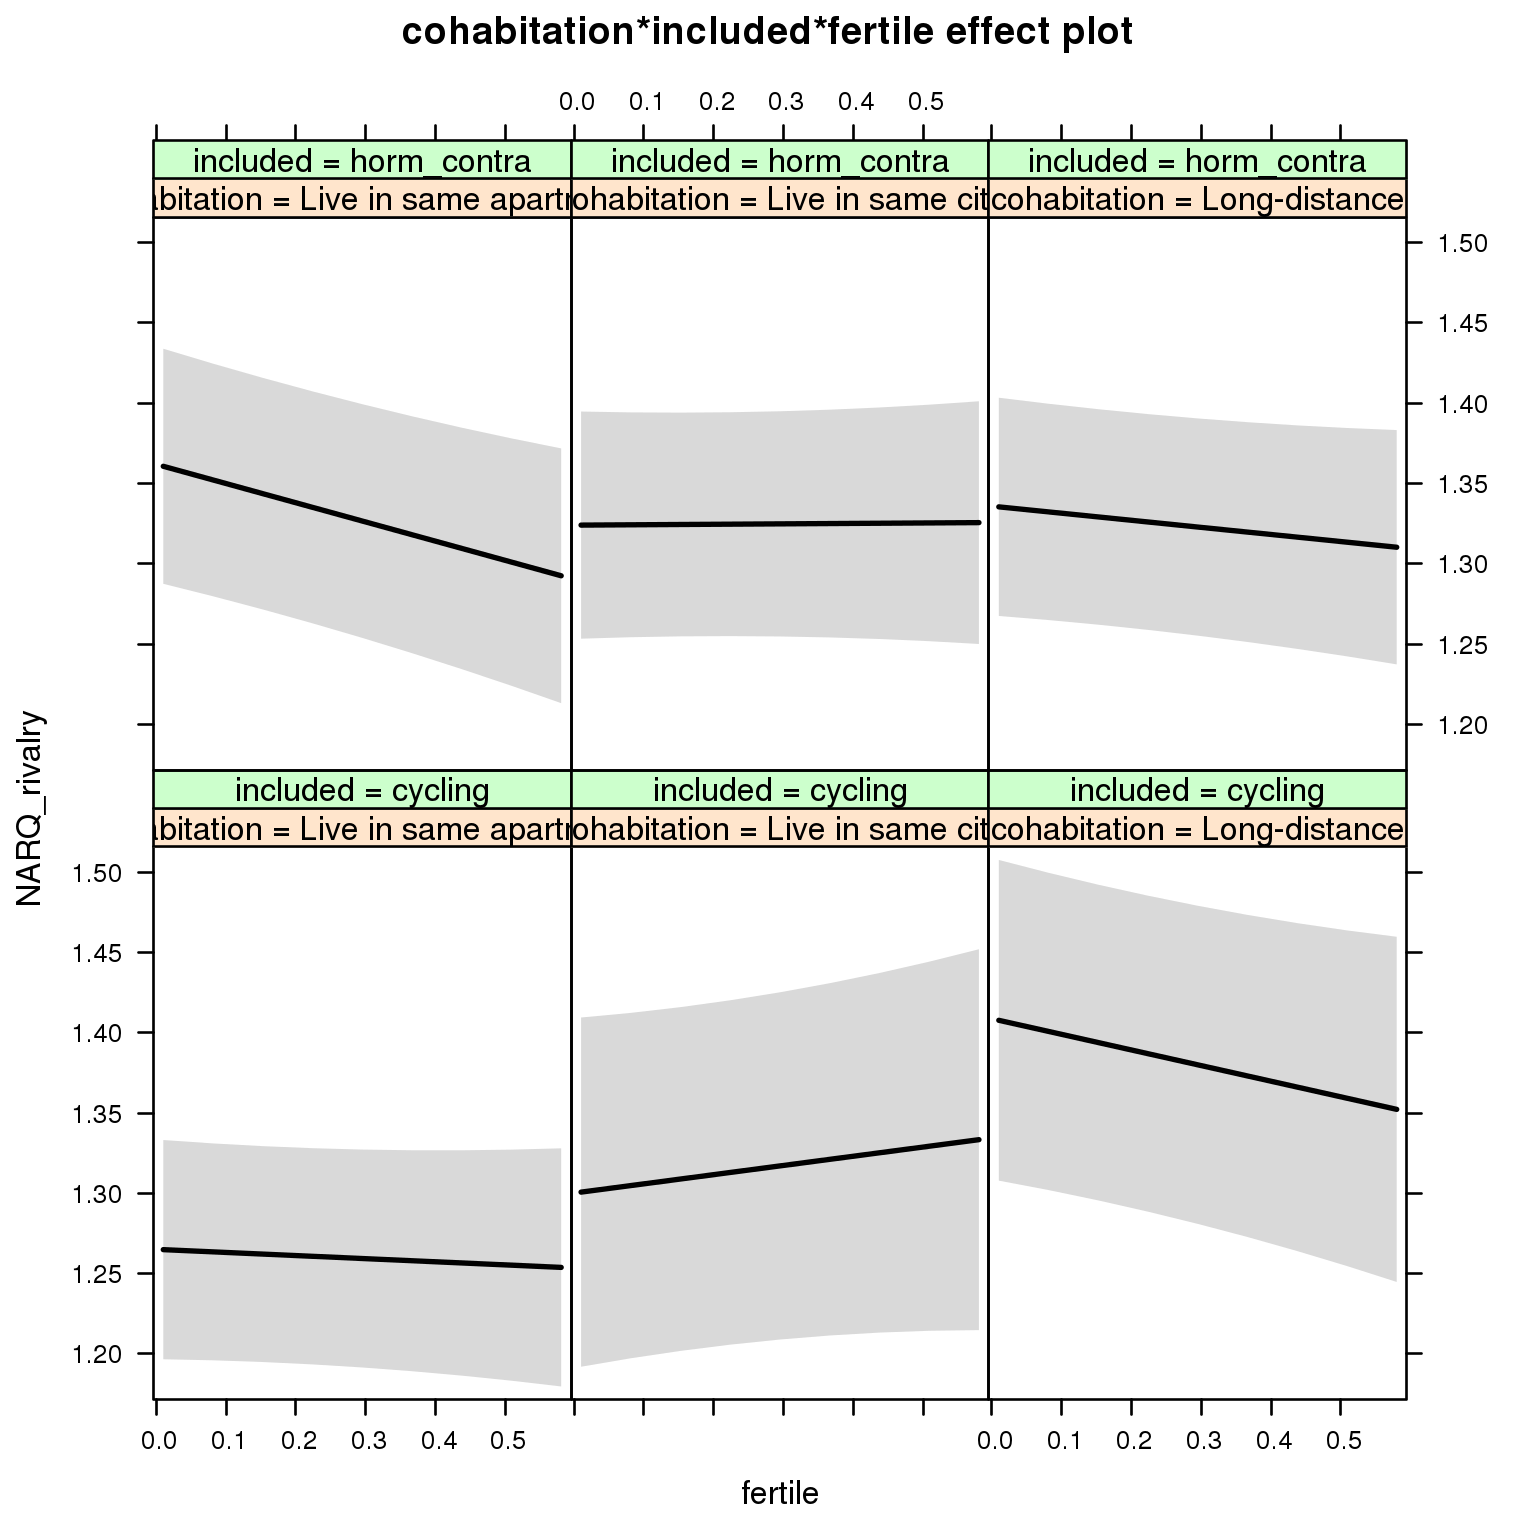 cohabitation*included*fertile effect plot
0.0 0.1 0.2 0.3 0.4 0.5
included = horm_contra included = horm_contra included = horm_contra
abitation = Live in same apart ohabitation = Live in same cit cohabitation = Long-distance
1.50
1.45
1.40
1.35
1.30
1.25
1.20
NARQ_rivalry
included = cycling included = cycling included = cycling
abitation = Live in same apart ohabitation = Live in same cit cohabitation = Long-distance
1.50
1.45
1.40
1.35
1.30
1.25
1.20
0.0 0.1 0.2 0.3 0.4 0.5 0.0 0.1 0.2 0.3 0.4 0.5
fertile